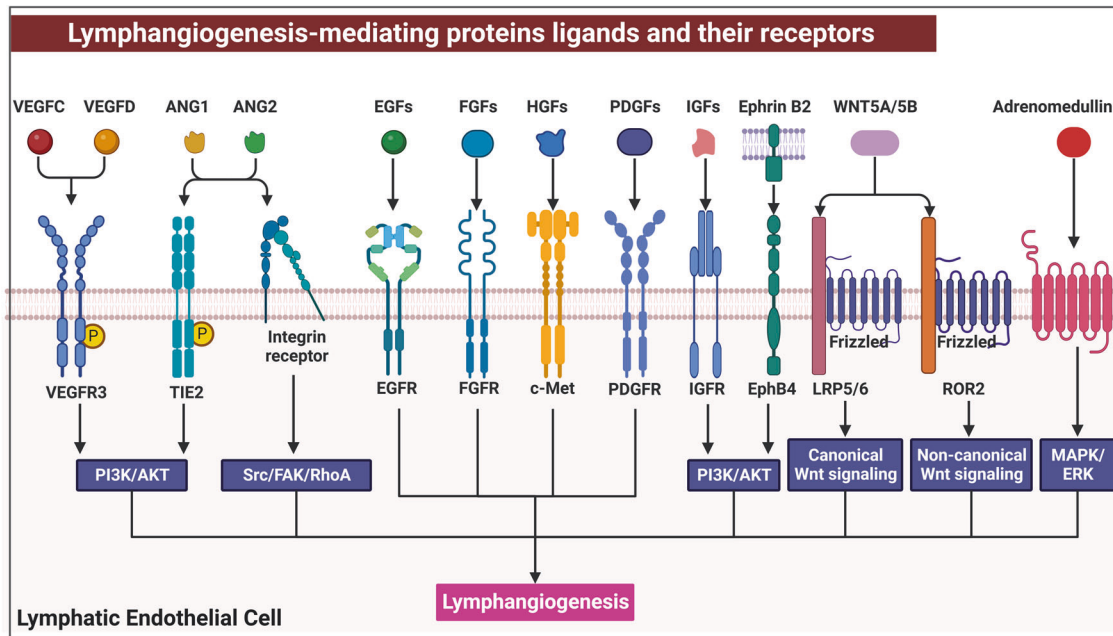 Lymphangiogenesis-mediating proteins ligands and their receptors
VEGFC VEGFD ANG1 ANG2 EGFs FGFs HGFs PDGFs IGFs Ephrin B2 WNT5A/5B Adrenomedullin
P P
Integrin
receptor
Frizzled Frizzled
VEGFR3 TIE2 EGFR FGFR c-Met PDGFR IGFR EphB4 LRP5/6 ROR2
PI3K/AKT
Src/FAK/RhoA
PI3K/AKT
Canonical
Wnt signaling
Non-canonical
Wnt signaling
MAPK/
ERK
Lymphangiogenesis
Lymphatic Endothelial Cell